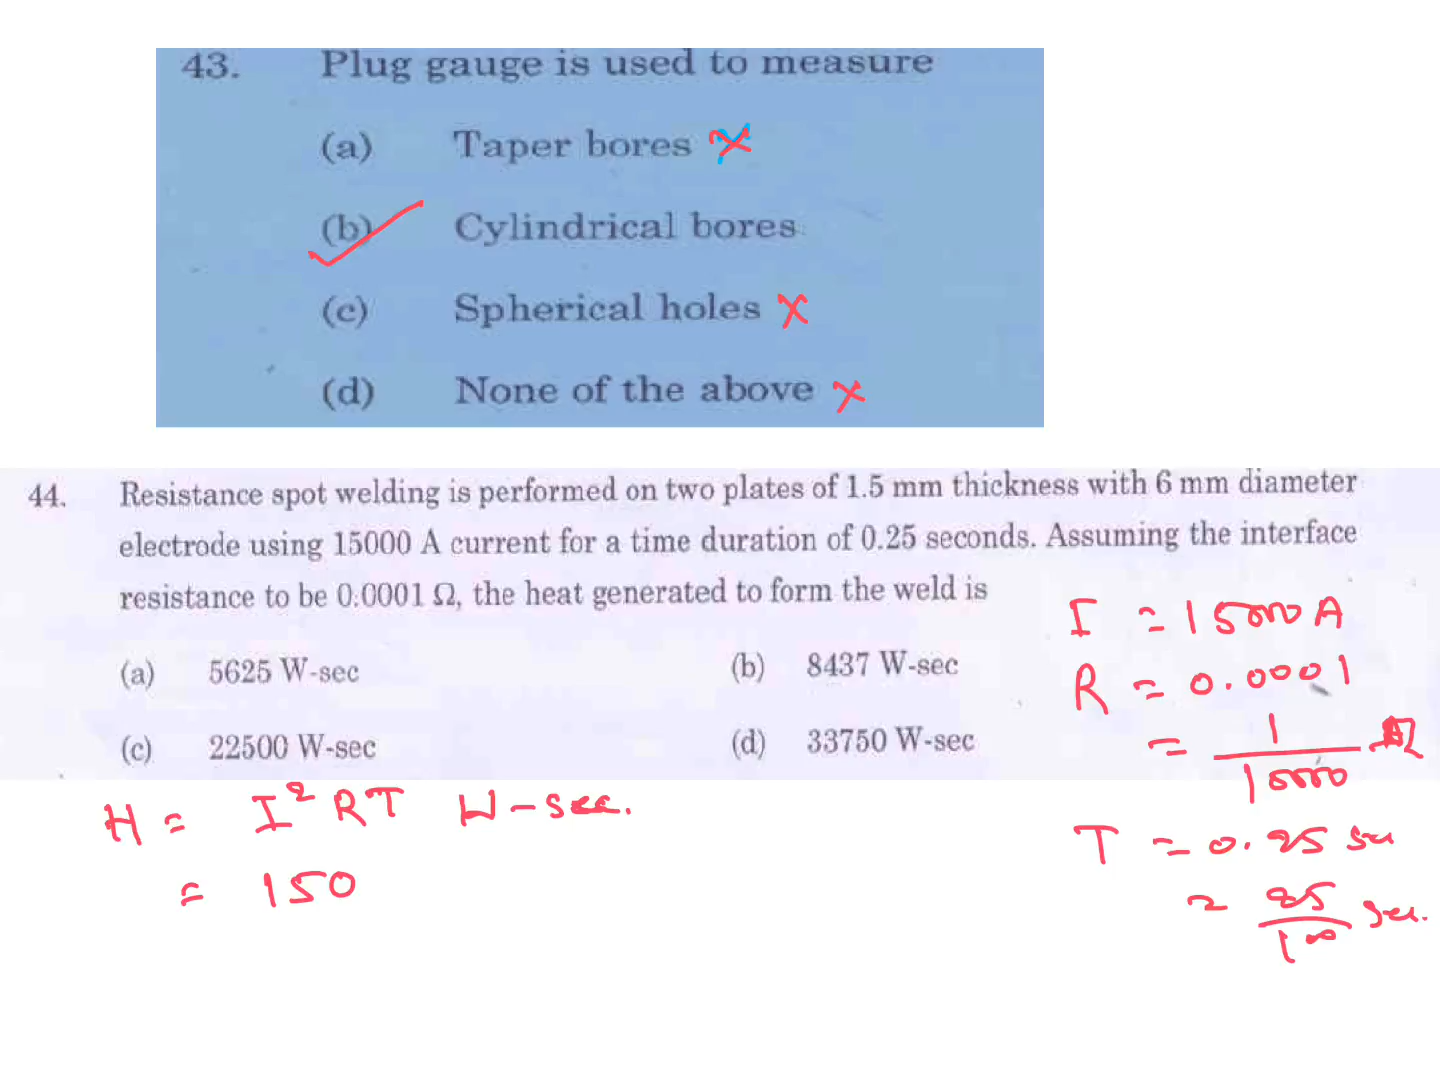 43. Plug gauge is used to measure
(a) Taper bores
(b) Cylindrical bores
(c) Spherical holes
(d) None of the above
44. Resistance spot welding is performed on two plates of 1.5 mm thickness with 6 mm diameter
electrode using 15000 A current for a time duration of 0.25 seconds. Assuming the interface
resistance to be 0.0001 Ω, the heat generated to form the weld is
(a) 5625 W-sec (b) 8437 W-sec
(c) 22500 W-sec (d) 33750 W-sec
I = 15000 A
R = 0.0001
= 1/10000 Ω
H = I² R T W-sec.
T = 0.25 sec
= 150
= 25/100 sec.